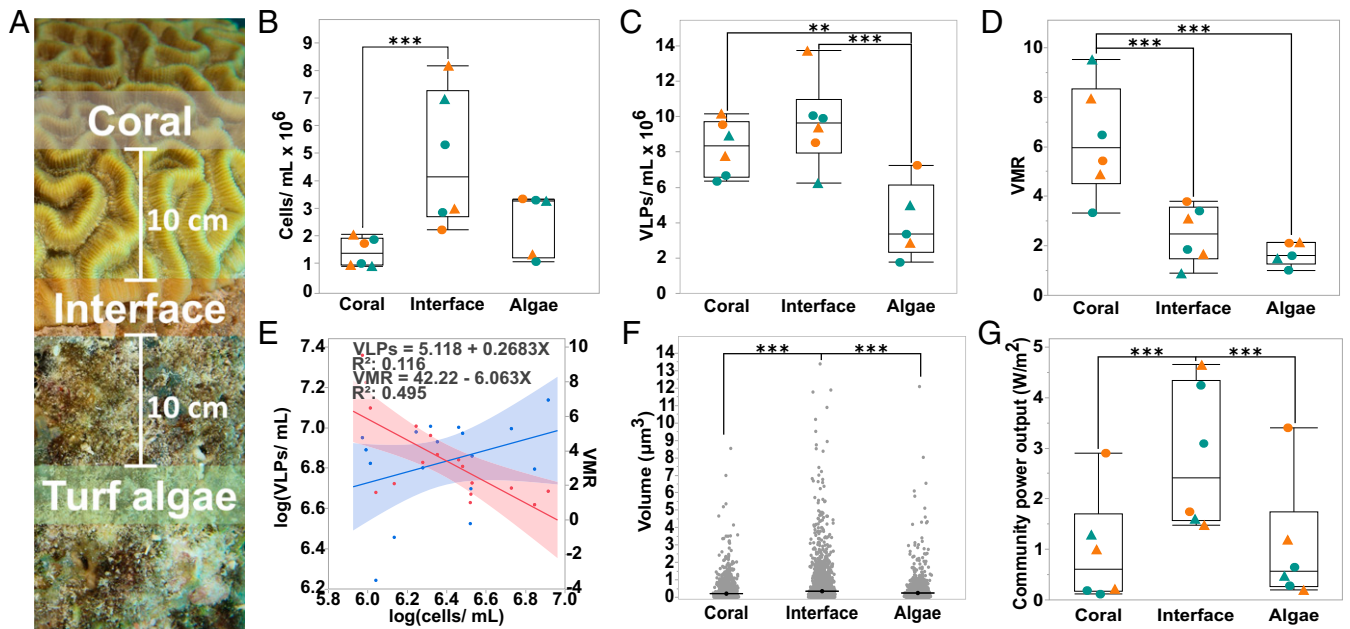 A
Coral
10 cm
Interface
10 cm
Turf algae
B
Cells/ mL x 10⁶
9
8
7
6
5
4
3
2
1
0
***
Coral Interface Algae
C
VLPs/ mL x 10⁶
14
12
10
8
6
4
2
0
**
***
Coral Interface Algae
D
VMR
10
8
6
4
2
0
***
***
Coral Interface Algae
E
log(VLPs/ mL)
7.4
7.2
7.0
6.8
6.6
6.4
6.2
VLPs = 5.118 + 0.2683X
R²: 0.116
VMR = 42.22 - 6.063X
R²: 0.495
10
8
6
4
2
0
-2
-4
VMR
5.8 6.0 6.2 6.4 6.6 6.8 7.0
log(cells/ mL)
F
Volume (µm³)
14
13
12
11
10
9
8
7
6
5
4
3
2
1
0
*** ***
Coral Interface Algae
G
Community power output (W/m²)
5
4
3
2
1
0
*** ***
Coral Interface Algae